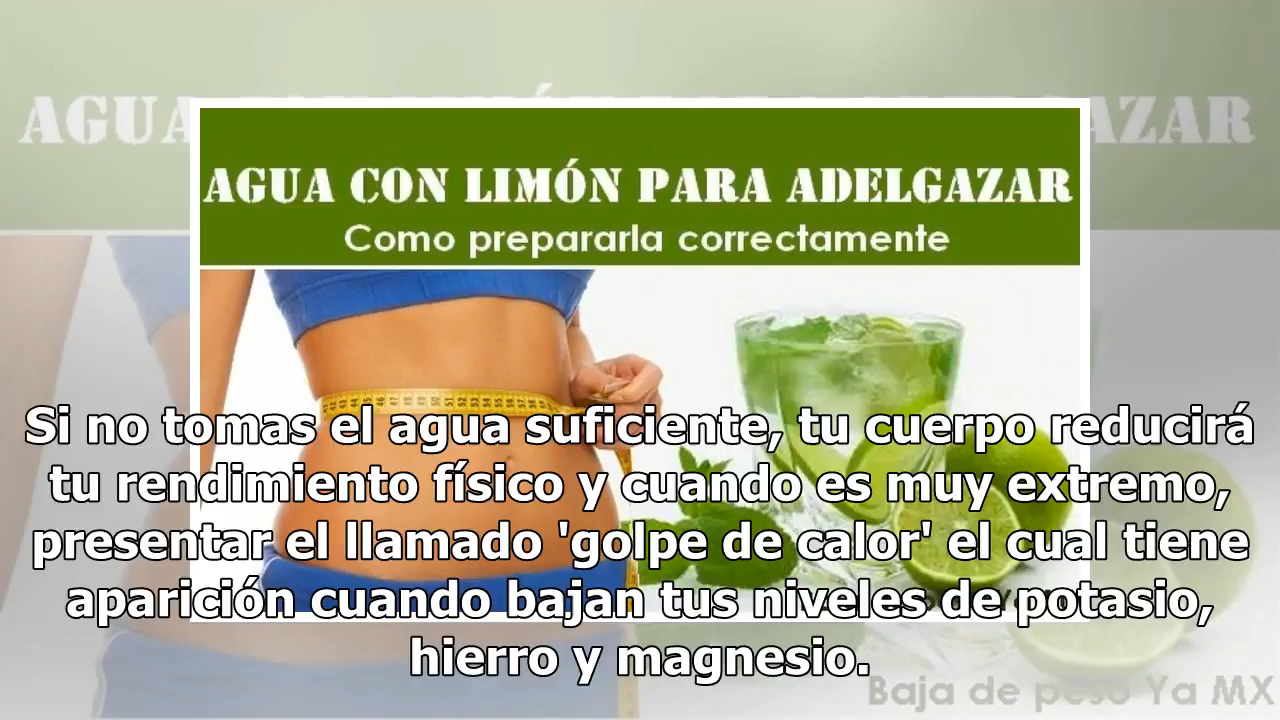 AGUA CON LIMÓN PARA ADELGAZAR
Como prepararla correctamente
Si no tomas el agua suficiente, tu cuerpo reducirá
tu rendimiento físico y cuando es muy extremo,
presentar el llamado 'golpe de calor' el cual tiene
aparición cuando bajan tus niveles de potasio,
hierro y magnesio.
Baja de peso Ya MX